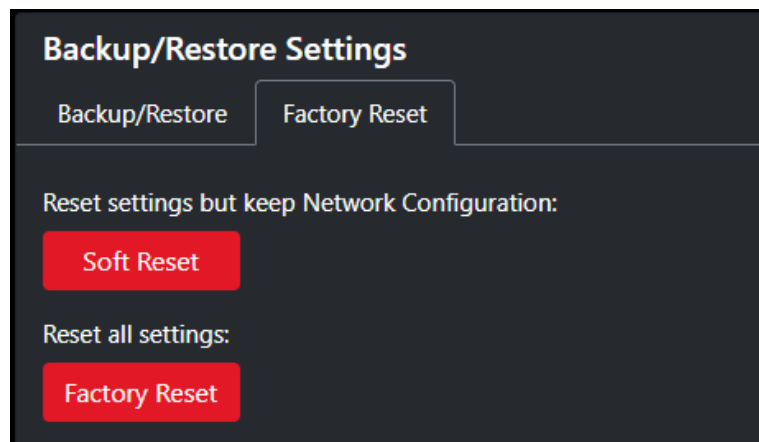 Backup/Restore Settings
Backup/Restore Factory Reset
Reset settings but keep Network Configuration:
Soft Reset
Reset all settings:
Factory Reset